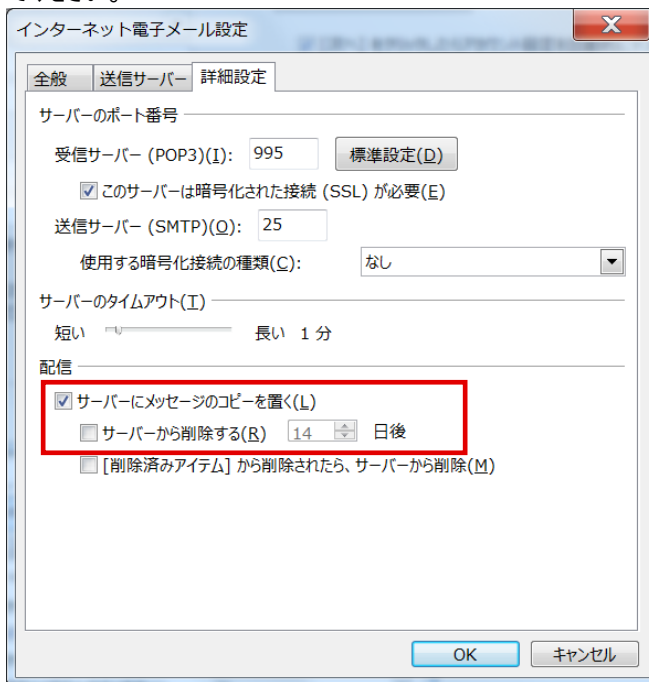 インターネット電子メール設定
全般 送信サーバー 詳細設定
サーバーのポート番号
受信サーバー (POP3)(I): 995 標準設定(D)
このサーバーは暗号化された接続 (SSL) が必要(E)
送信サーバー (SMTP)(O): 25
使用する暗号化接続の種類(C): なし
サーバーのタイムアウト(T)
短い 長い 1 分
配信
サーバーにメッセージのコピーを置く(L)
サーバーから削除する(R) 14 日後
[削除済みアイテム] から削除されたら、サーバーから削除(M)
OK キャンセル